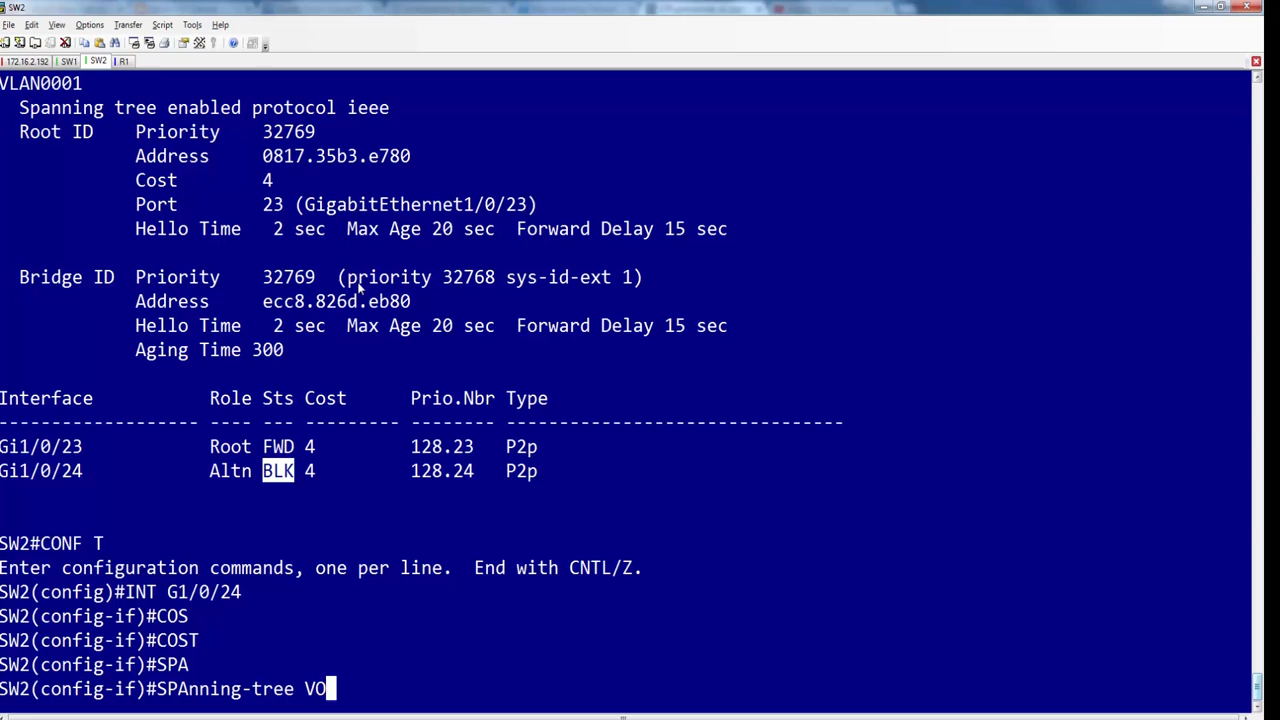 SW2
File Edit View Options Transfer Script Tools Help
172.16.2.192 SW1 SW2 R1
VLAN0001
Spanning tree enabled protocol ieee
Root ID Priority 32769
Address 0817.35b3.e780
Cost 4
Port 23 (GigabitEthernet1/0/23)
Hello Time 2 sec Max Age 20 sec Forward Delay 15 sec
Bridge ID Priority 32769 (priority 32768 sys-id-ext 1)
Address ecc8.826d.eb80
Hello Time 2 sec Max Age 20 sec Forward Delay 15 sec
Aging Time 300
Interface Role Sts Cost Prio.Nbr Type
------------------- ---- --- --------- -------- --------------------------------
Gi1/0/23 Root FWD 4 128.23 P2p
Gi1/0/24 Altn BLK 4 128.24 P2p
SW2#CONF T
Enter configuration commands, one per line. End with CNTL/Z.
SW2(config)#INT G1/0/24
SW2(config-if)#COS
SW2(config-if)#COST
SW2(config-if)#SPA
SW2(config-if)#SPAnning-tree VO